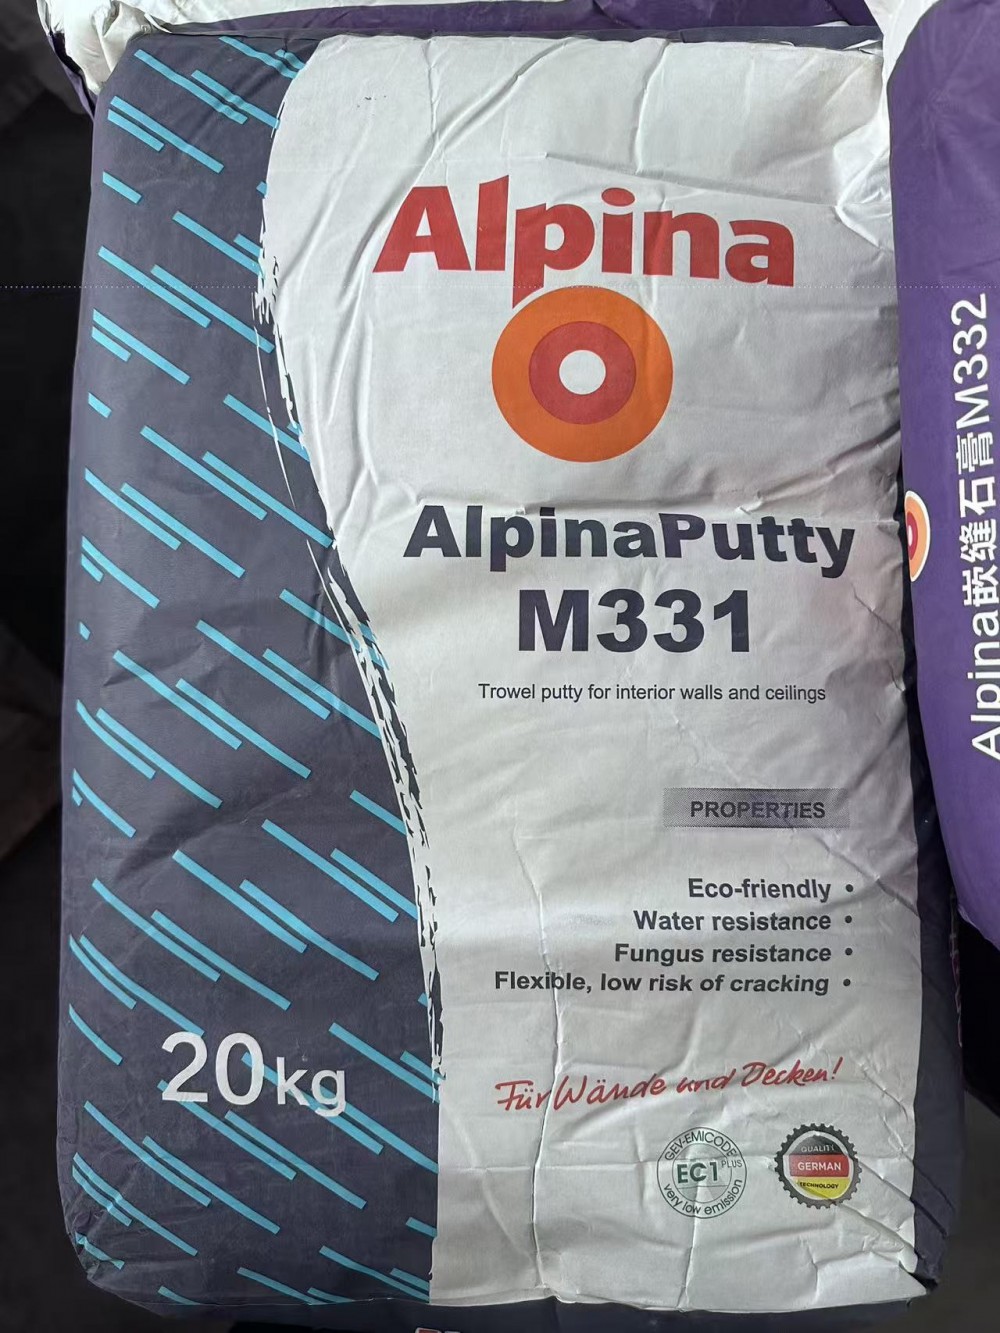 Alpina
AlpinaPutty
M331
Trowel putty for interior walls and ceilings
PROPERTIES
Eco-friendly •
Water resistance •
Fungus resistance •
Flexible, low risk of cracking •
20kg
Für Wände und Decken!
GEV-EMICODE
EC1 PLUS
very low emission
QUALITY
GERMAN
TECHNOLOGY
Alpina嵌缝石膏M332